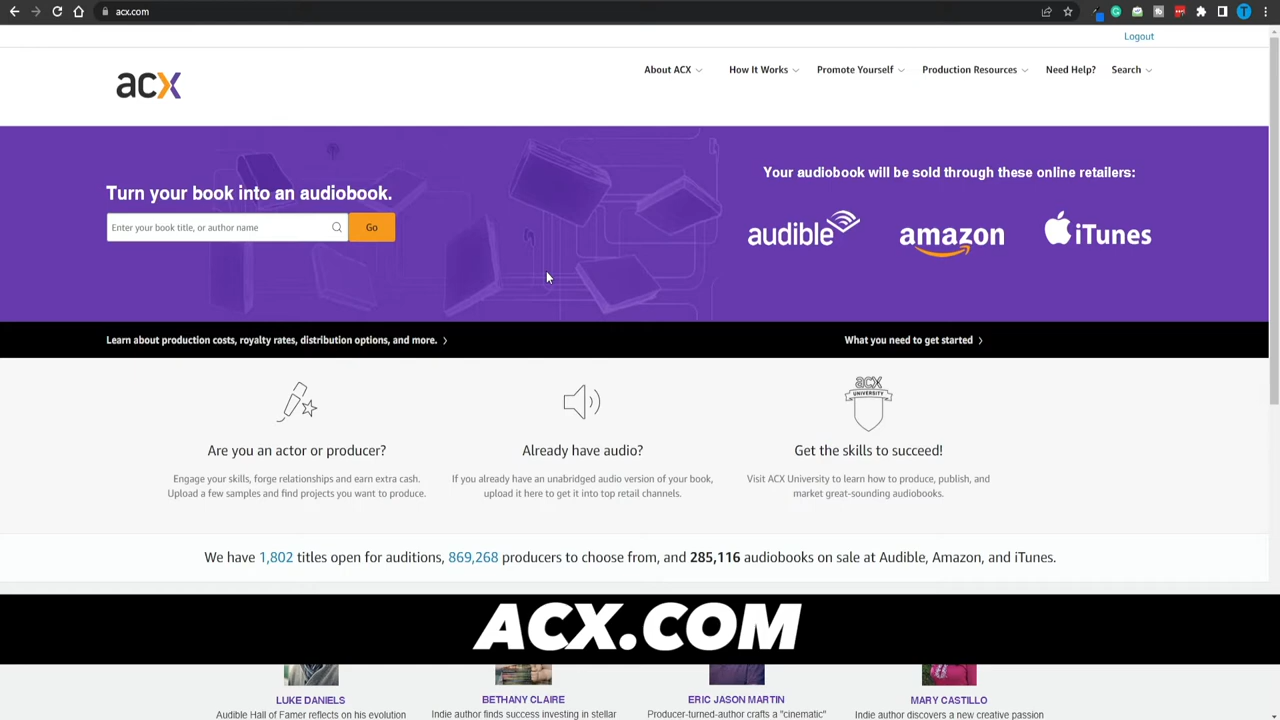 acx.com
T
Logout
acx
About ACX
How It Works
Promote Yourself
Production Resources
Need Help?
Search
Turn your book into an audiobook.
Enter your book title, or author name
Go
Your audiobook will be sold through these online retailers:
audible
amazon
iTunes
Learn about production costs, royalty rates, distribution options, and more.
What you need to get started
acx
UNIVERSITY
Are you an actor or producer?
Engage your skills, forge relationships and earn extra cash.
Upload a few samples and find projects you want to produce.
Already have audio?
If you already have an unabridged audio version of your book,
upload it here to get it into top retail channels.
Get the skills to succeed!
Visit ACX University to learn how to produce, publish, and
market great-sounding audiobooks.
We have 1,802 titles open for auditions, 869,268 producers to choose from, and 285,116 audiobooks on sale at Audible, Amazon, and iTunes.
ACX.COM
LUKE DANIELS
Audible Hall of Famer reflects on his evolution
BETHANY CLAIRE
Indie author finds success investing in stellar
ERIC JASON MARTIN
Producer-turned-author crafts a "cinematic"
MARY CASTILLO
Indie author discovers a new creative passion